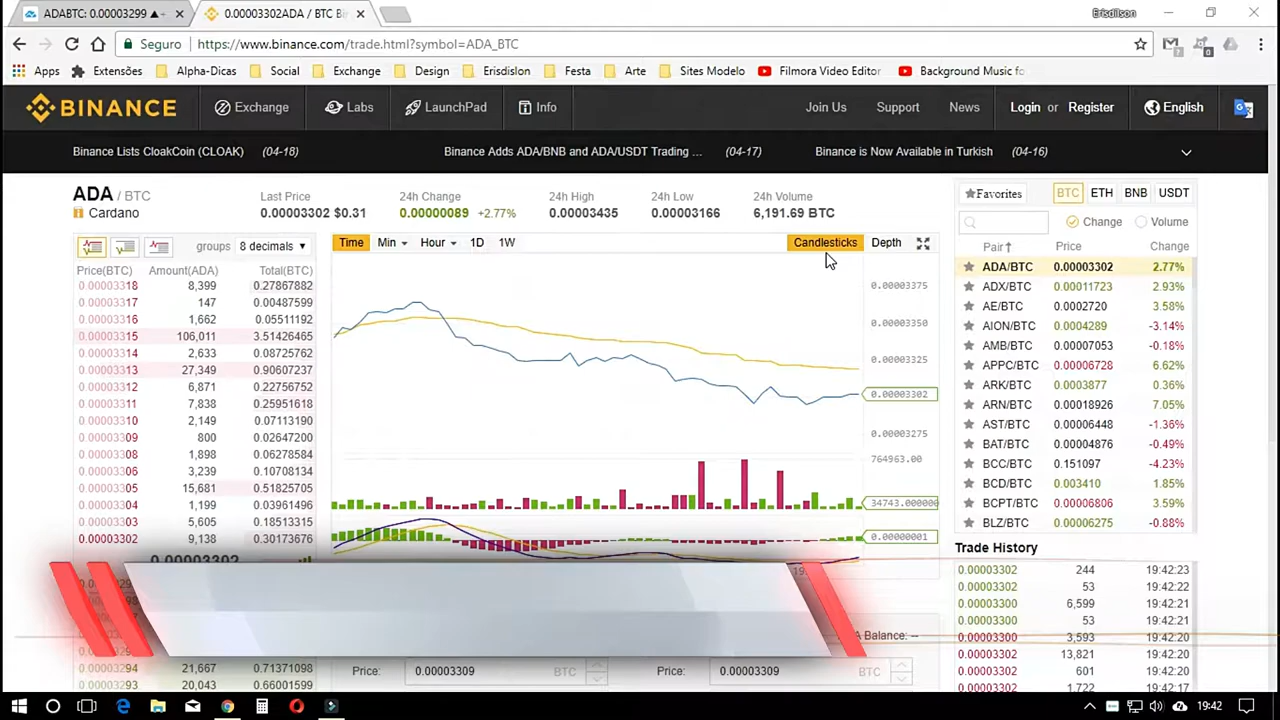 ADABTC: 0.00003299 ▲+
0.00003302ADA / BTC Bi
Erisdilson
Seguro
https://www.binance.com/trade.html?symbol=ADA_BTC
Apps Extensões Alpha-Dicas Social Exchange Design Erisdislon Festa Arte Sites Modelo Filmora Video Editor Background Music fo
BINANCE Exchange Labs LaunchPad Info Join Us Support News Login or Register English
Binance Lists CloakCoin (CLOAK) (04-18) Binance Adds ADA/BNB and ADA/USDT Trading ... (04-17) Binance is Now Available in Turkish (04-16)
ADA / BTC
Cardano
Last Price
0.00003302 $0.31
24h Change
0.00000089 +2.77%
24h High
0.00003435
24h Low
0.00003166
24h Volume
6,191.69 BTC
groups 8 decimals
Price(BTC) Amount(ADA) Total(BTC)
0.00003318 8,399 0.27867882
0.00003317 147 0.00487599
0.00003316 1,662 0.05511192
0.00003315 106,011 3.51426465
0.00003314 2,633 0.08725762
0.00003313 27,349 0.90607237
0.00003312 6,871 0.22756752
0.00003311 7,838 0.25951618
0.00003310 2,149 0.07113190
0.00003309 800 0.02647200
0.00003308 1,898 0.06278584
0.00003306 3,239 0.10708134
0.00003305 15,681 0.51825705
0.00003304 1,199 0.03961496
0.00003303 5,605 0.18513315
0.00003302 9,138 0.30173676
0.00003302
21,667 0.71371098
0.00003293 20,043 0.66001599
Time Min Hour 1D 1W Candlesticks Depth
0.00003375
0.00003350
0.00003325
0.00003302
0.00003275
764963.00
34743.000000
0.00000001
A Balance: --
Price: 0.00003309 BTC
Price: 0.00003309 BTC
Favorites BTC ETH BNB USDT
Change Volume
Pair Price Change
ADA/BTC 0.00003302 2.77%
ADX/BTC 0.00011723 2.93%
AE/BTC 0.0002720 3.58%
AION/BTC 0.0004289 -3.14%
AMB/BTC 0.00007053 -0.18%
APPC/BTC 0.00006728 6.62%
ARK/BTC 0.0003877 0.36%
ARN/BTC 0.00018926 7.05%
AST/BTC 0.00006448 -1.36%
BAT/BTC 0.00004876 -0.49%
BCC/BTC 0.151097 -4.23%
BCD/BTC 0.003410 1.85%
BCPT/BTC 0.00006806 3.59%
BLZ/BTC 0.00006275 -0.88%
Trade History
0.00003302 244 19:42:23
0.00003302 53 19:42:22
0.00003300 6,599 19:42:21
0.00003300 53 19:42:21
0.00003300 3,593 19:42:20
0.00003302 13,821 19:42:20
0.00003302 601 19:42:20
0.00003302 1,722
19:42